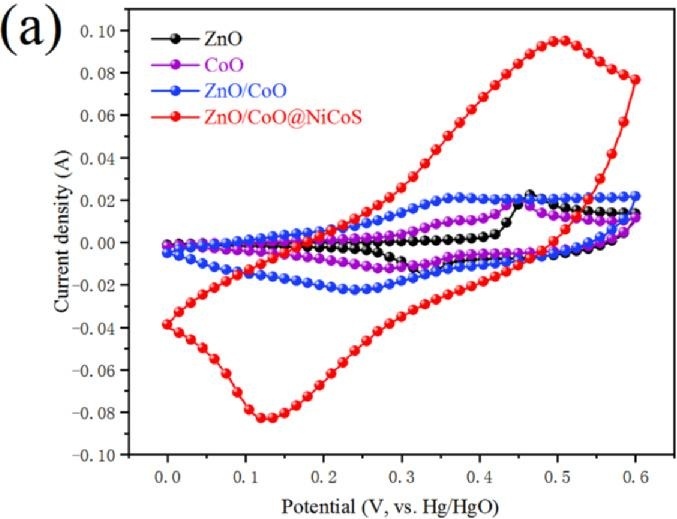 (a)
ZnO
CoO
ZnO/CoO
ZnO/CoO@NiCoS
Current density (A)
0.10
0.08
0.06
0.04
0.02
0.00
-0.02
-0.04
-0.06
-0.08
-0.10
0.0 0.1 0.2 0.3 0.4 0.5 0.6
Potential (V, vs. Hg/HgO)